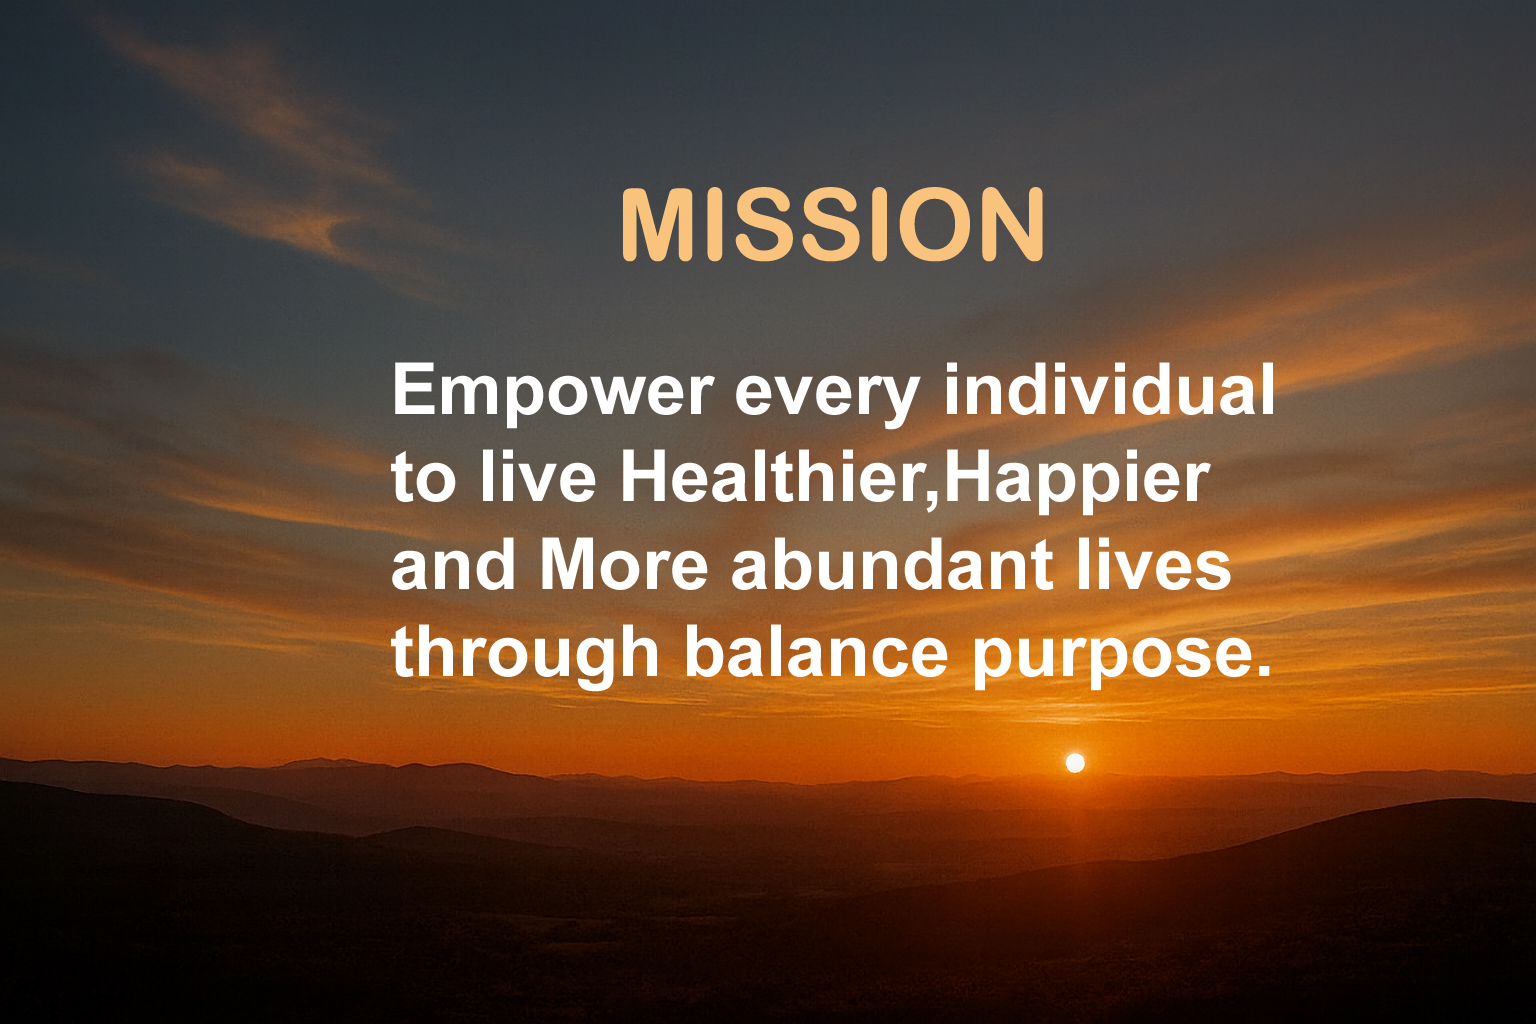 MISSION
Empower every individual
to live Healthier,Happier
and More abundant lives
through balance purpose.